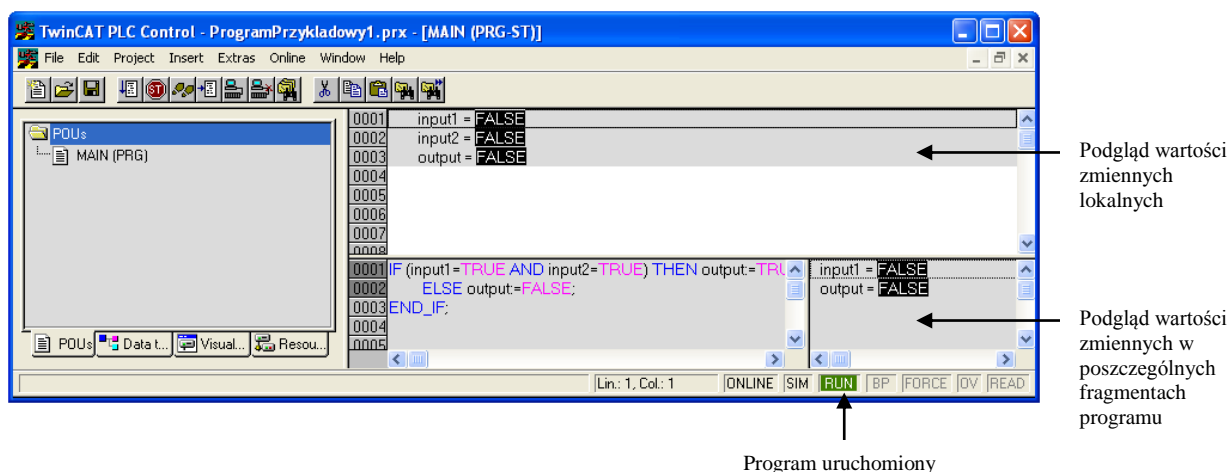 TwinCAT PLC Control - ProgramPrzykladowy1.prx - [MAIN (PRG-ST)]
File Edit Project Insert Extras Online Window Help
POUs
MAIN (PRG)
0001 input1 = FALSE
0002 input2 = FALSE
0003 output = FALSE
0004
0005
0006
0007
0008
0001 IF (input1=TRUE AND input2=TRUE) THEN output:=TRU
0002 ELSE output:=FALSE;
0003 END_IF;
0004
0005
input1 = FALSE
output = FALSE
POUs Data t... Visual... Resou...
Lin.: 1, Col.: 1 ONLINE SIM RUN BP FORCE OV READ
Podgląd wartości
zmiennych
lokalnych
Podgląd wartości
zmiennych w
poszczególnych
fragmentach
programu
Program uruchomiony